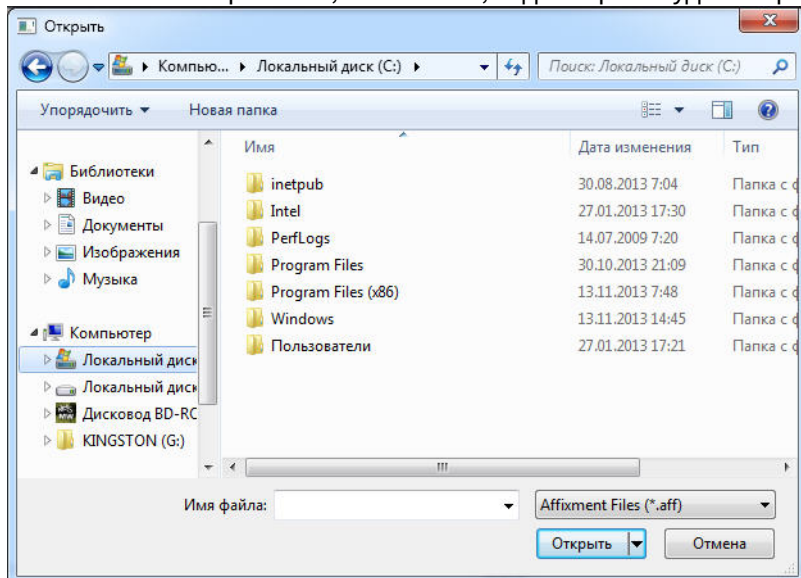 Открыть
Компью... ▸ Локальный диск (C:) ▸
Поиск: Локальный диск (C:)
Упорядочить ▾ Новая папка
Имя Дата изменения Тип
Библиотеки
Видео
Документы
Изображения
Музыка
Компьютер
Локальный диск
Локальный диск
Дисковод BD-RO
KINGSTON (G:)
inetpub 30.08.2013 7:04 Папка с ф
Intel 27.01.2013 17:30 Папка с ф
PerfLogs 14.07.2009 7:20 Папка с ф
Program Files 30.10.2013 21:09 Папка с ф
Program Files (x86) 13.11.2013 7:48 Папка с ф
Windows 13.11.2013 14:45 Папка с ф
Пользователи 27.01.2013 17:21 Папка с ф
Имя файла:
Affixment Files (*.aff)
Открыть Отмена